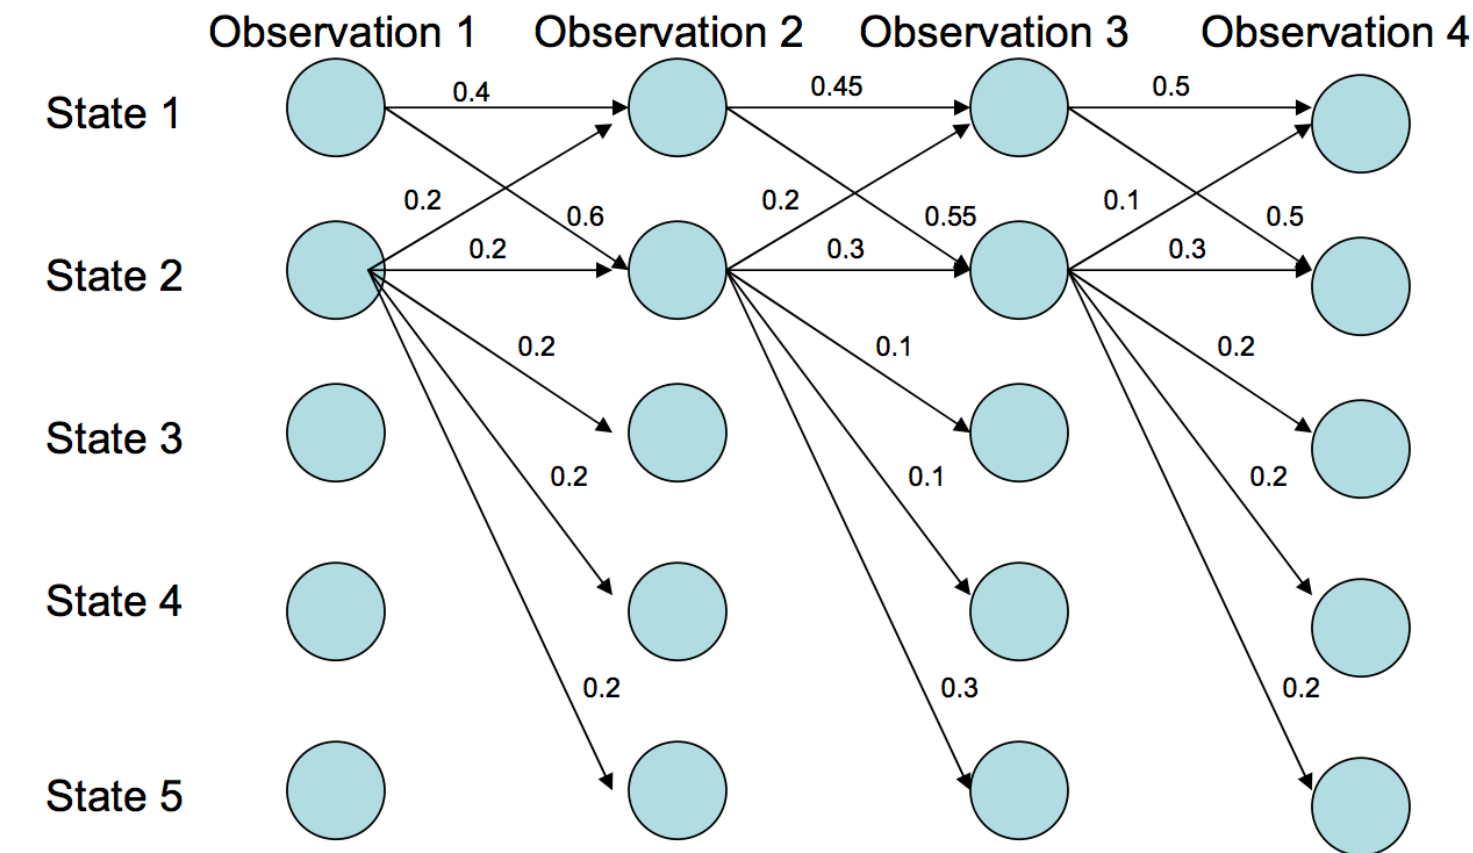 Observation 1 Observation 2 Observation 3 Observation 4
State 1
0.4 0.45 0.5
0.2 0.6 0.2 0.55 0.1 0.5
State 2
0.2 0.3 0.3
0.2 0.1 0.2
State 3
0.2 0.1 0.2
State 4
0.2 0.3 0.2
State 5